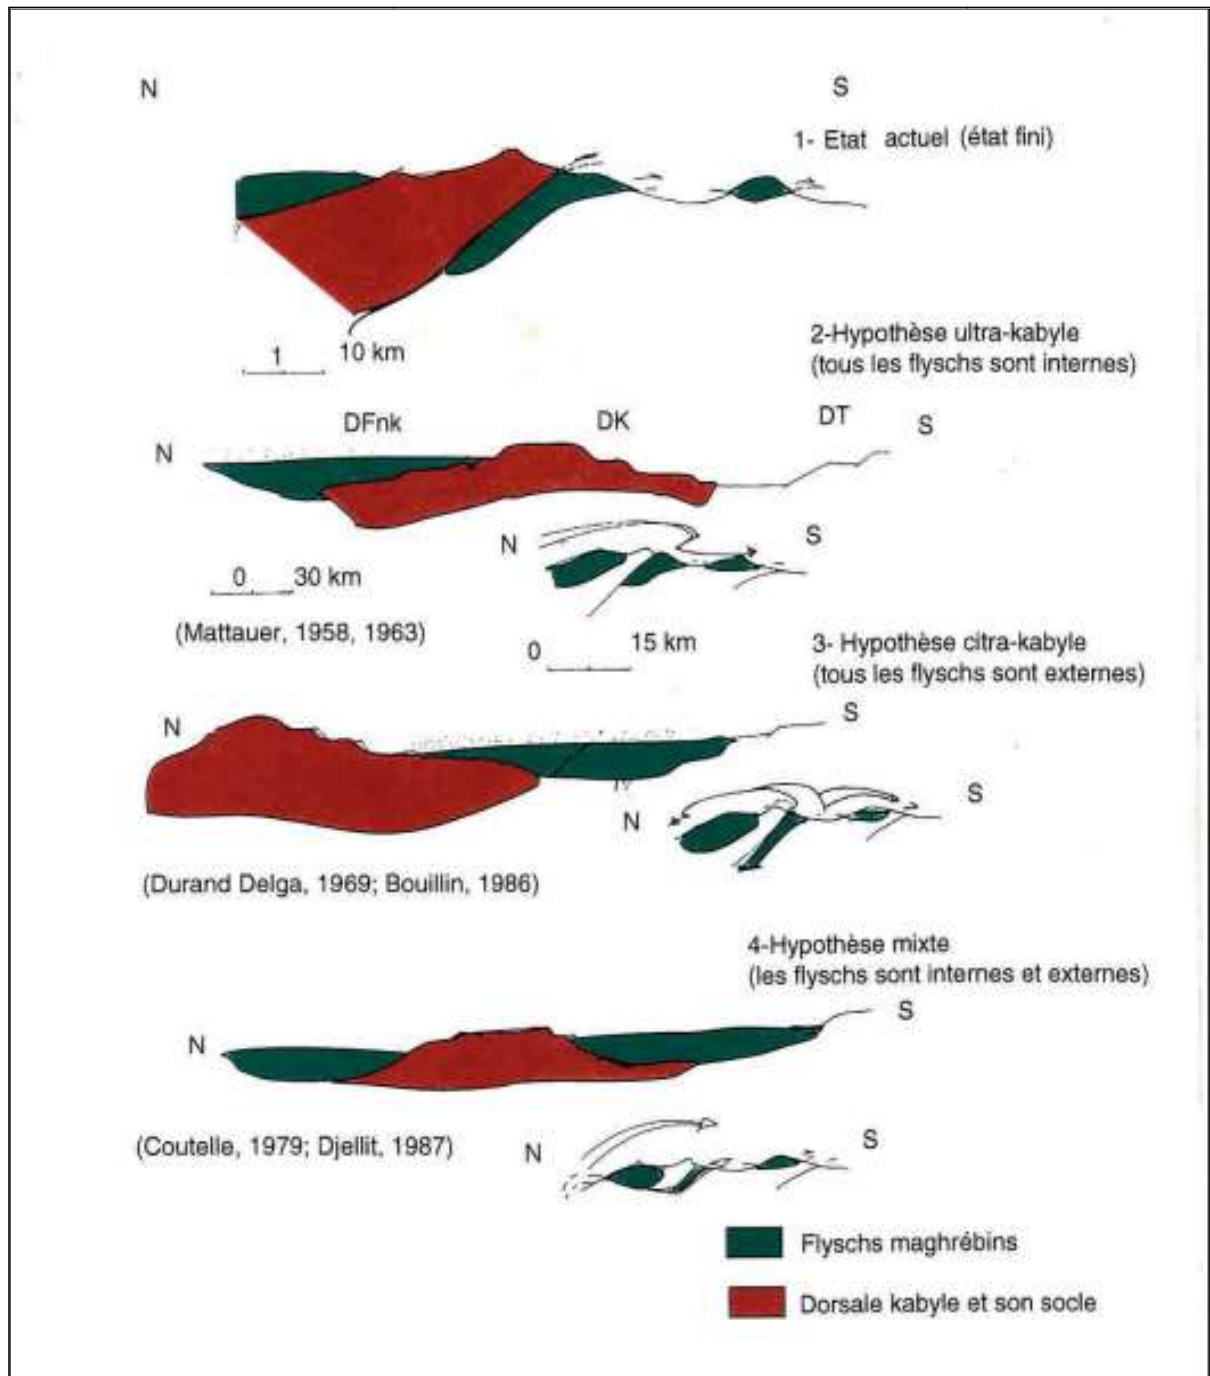 N
S
1- Etat actuel (état fini)
1 10 km
2-Hypothèse ultra-kabyle
(tous les flyschs sont internes)
DFnk DK DT
N S
N S
0 30 km
(Mattauer, 1958, 1963)
0 15 km
3- Hypothèse citra-kabyle
(tous les flyschs sont externes)
N S
N S
(Durand Delga, 1969; Bouillin, 1986)
4-Hypothèse mixte
(les flyschs sont internes et externes)
N S
(Coutelle, 1979; Djellit, 1987)
N S
Flyschs maghrébins
Dorsale kabyle et son socle